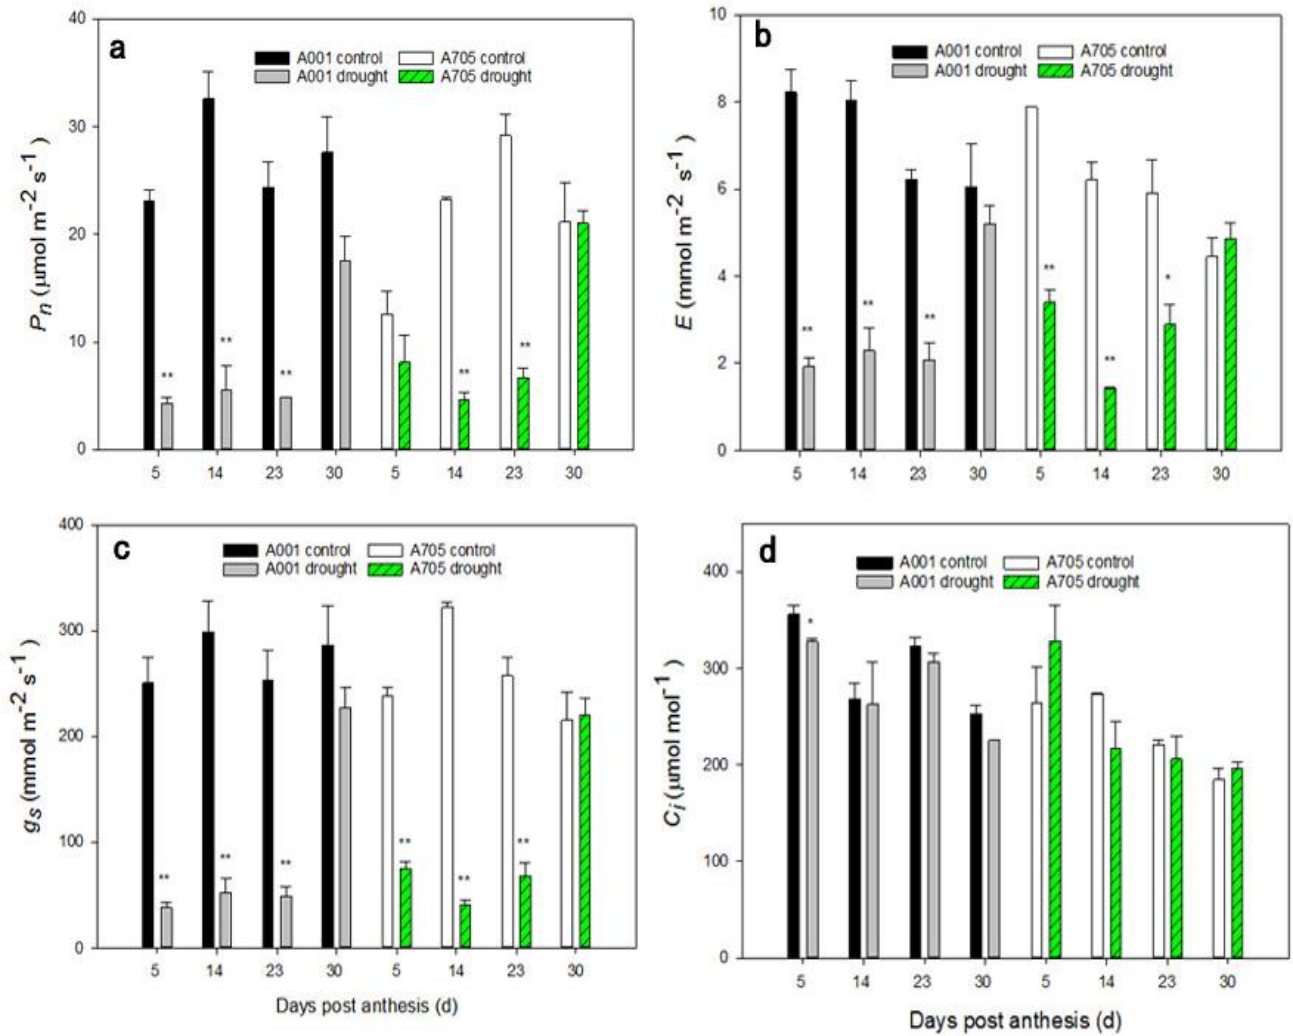 a
A001 control
A705 control
A001 drought
A705 drought
40
30
20
10
0
Pn (µmol m-2 s-1 )
**
**
**
**
**
5 14 23 30 5 14 23 30
b
A001 control
A705 control
A001 drought
A705 drought
10
8
6
4
2
0
E (mmol m-2 s-1 )
**
**
**
**
**
*
5 14 23 30 5 14 23 30
c
A001 control
A705 control
A001 drought
A705 drought
400
300
200
100
0
gs (mmol m-2 s-1 )
**
**
**
**
**
**
5 14 23 30 5 14 23 30
Days post anthesis (d)
d
A001 control
A705 control
A001 drought
A705 drought
400
300
200
100
0
Ci (µmol mol-1 )
*
5 14 23 30 5 14 23 30
Days post anthesis (d)